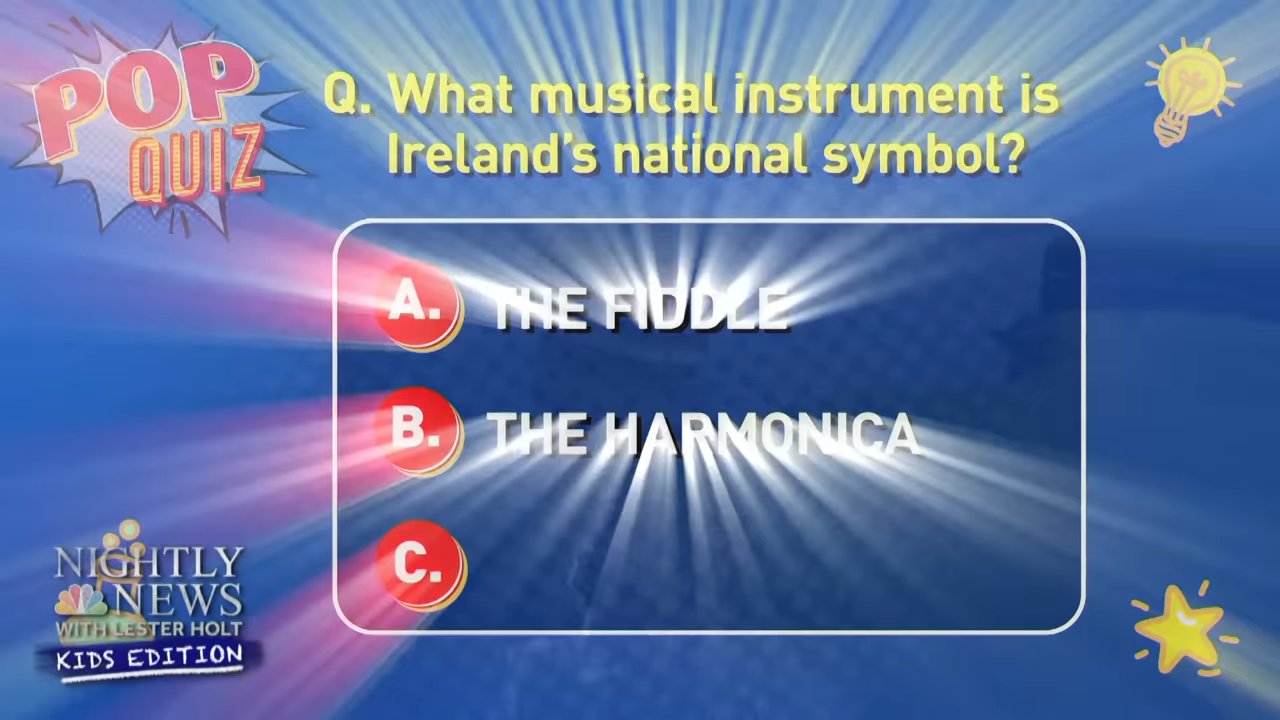 POP
QUIZ
Q. What musical instrument is
Ireland's national symbol?
A. THE FIDDLE
B. THE HARMONICA
C.
NIGHTLY
NEWS
WITH LESTER HOLT
KIDS EDITION